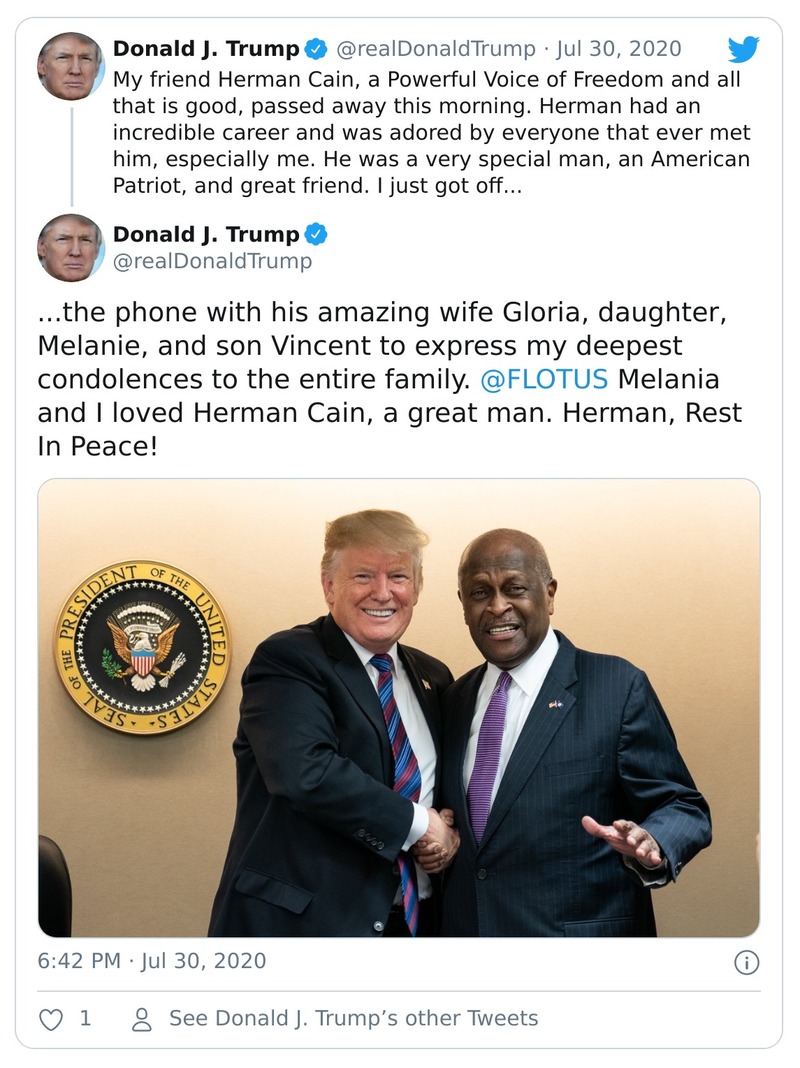 Donald J. Trump @realDonaldTrump · Jul 30, 2020
My friend Herman Cain, a Powerful Voice of Freedom and all
that is good, passed away this morning. Herman had an
incredible career and was adored by everyone that ever met
him, especially me. He was a very special man, an American
Patriot, and great friend. I just got off...
Donald J. Trump
@realDonaldTrump
...the phone with his amazing wife Gloria, daughter,
Melanie, and son Vincent to express my deepest
condolences to the entire family. @FLOTUS Melania
and I loved Herman Cain, a great man. Herman, Rest
In Peace!
SEAL OF THE PRESIDENT OF THE UNITED STATES
6:42 PM · Jul 30, 2020
1 See Donald J. Trump’s other Tweets